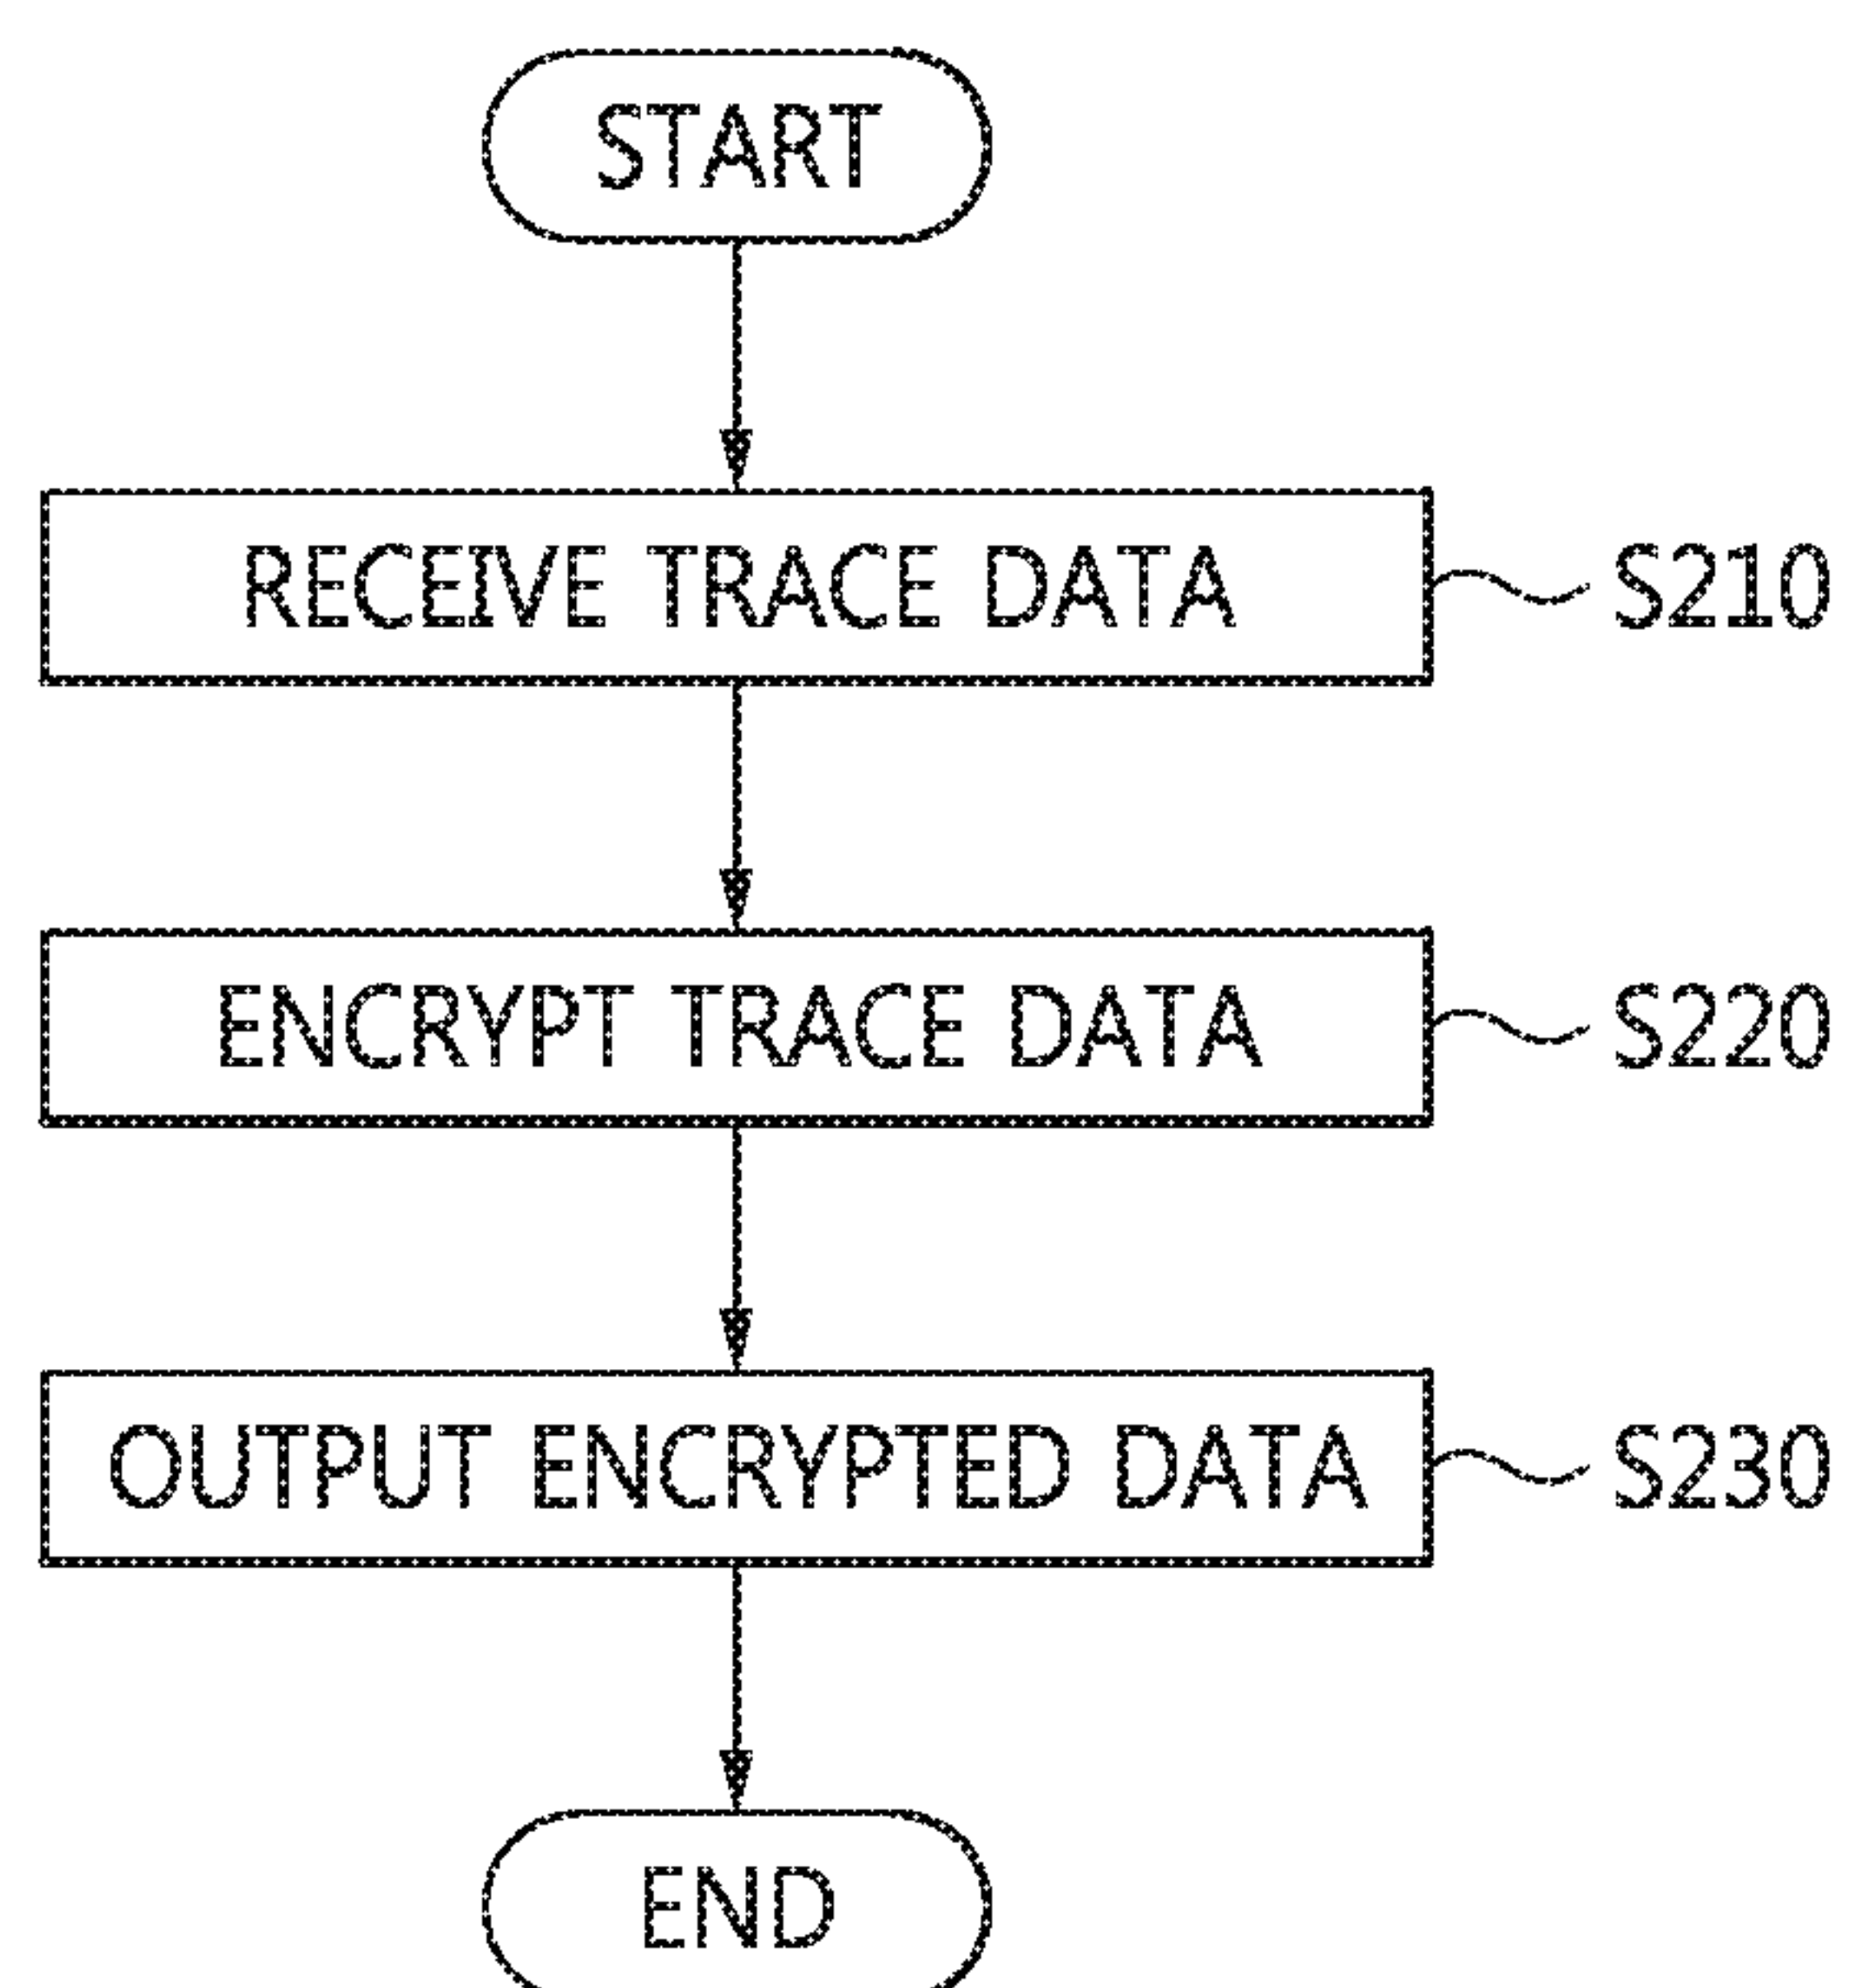 START
RECEIVE TRACE DATA
S210
ENCRYPT TRACE DATA
S220
OUTPUT ENCRYPTED DATA
S230
END